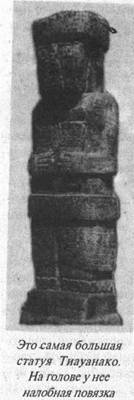 Это самая большая
статуя Тиауанако.
На голове у нее
налобная повязка